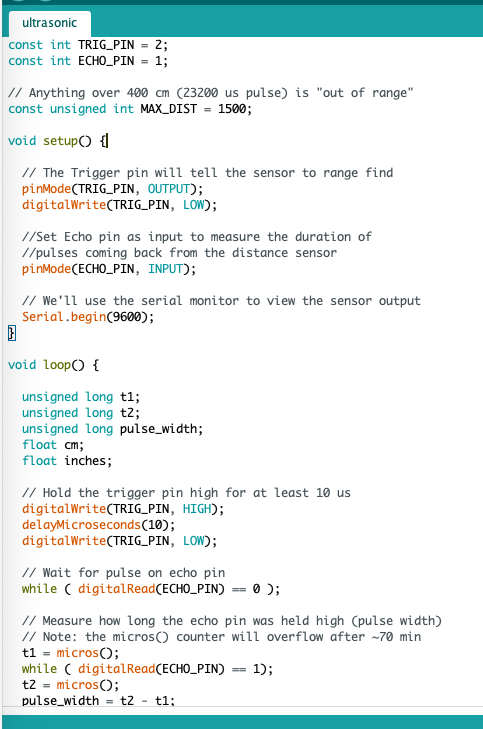 ultrasonic
const int TRIG_PIN = 2;
const int ECHO_PIN = 1;
// Anything over 400 cm (23200 us pulse) is "out of range"
const unsigned int MAX_DIST = 1500;
void setup() {
// The Trigger pin will tell the sensor to range find
pinMode(TRIG_PIN, OUTPUT);
digitalWrite(TRIG_PIN, LOW);
//Set Echo pin as input to measure the duration of
//pulses coming back from the distance sensor
pinMode(ECHO_PIN, INPUT);
// We'll use the serial monitor to view the sensor output
Serial.begin(9600);
}
void loop() {
unsigned long t1;
unsigned long t2;
unsigned long pulse_width;
float cm;
float inches;
// Hold the trigger pin high for at least 10 us
digitalWrite(TRIG_PIN, HIGH);
delayMicroseconds(10);
digitalWrite(TRIG_PIN, LOW);
// Wait for pulse on echo pin
while ( digitalRead(ECHO_PIN) == 0 );
// Measure how long the echo pin was held high (pulse width)
// Note: the micros() counter will overflow after ~70 min
t1 = micros();
while ( digitalRead(ECHO_PIN) == 1);
t2 = micros();
pulse_width = t2 - t1;